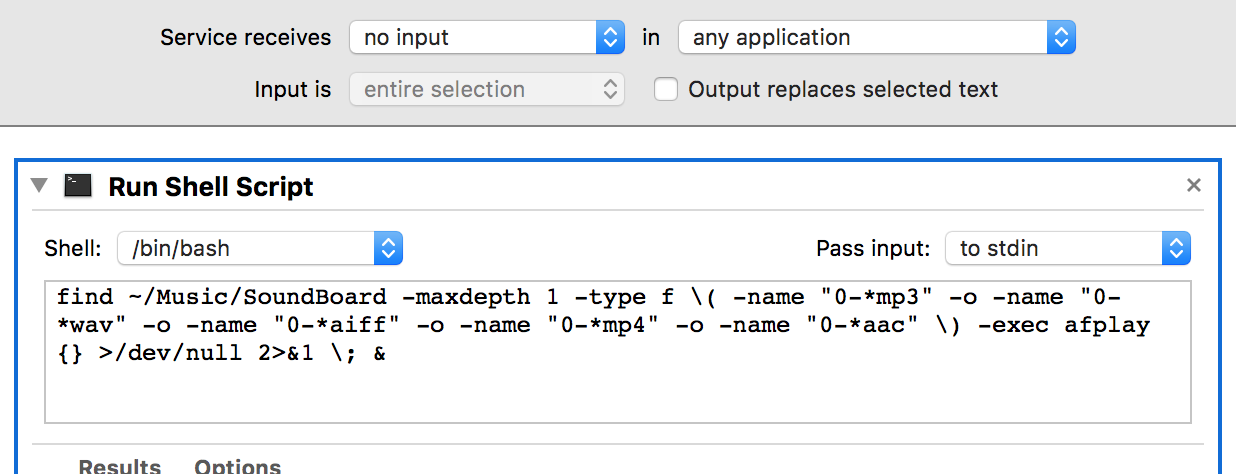 Service receives no input in any application
Input is entire selection Output replaces selected text
>_
Run Shell Script
Shell: /bin/bash Pass input: to stdin
find ~/Music/SoundBoard -maxdepth 1 -type f \( -name "0-*mp3" -o -name "0-
*wav" -o -name "0-*aiff" -o -name "0-*mp4" -o -name "0-*aac" \) -exec afplay
{} >/dev/null 2>&1 \; &
Results Options